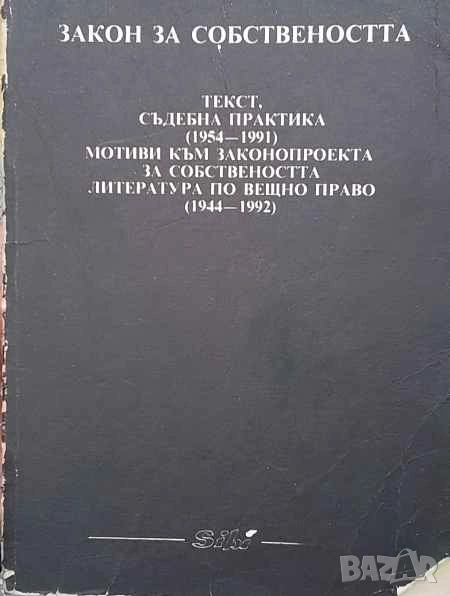 ЗАКОН ЗА СОБСТВЕНОСТТА
ТЕКСТ,
СЪДЕБНА ПРАКТИКА
(1954—1991)
МОТИВИ КЪМ ЗАКОНОПРОЕКТА
ЗА СОБСТВЕНОСТТА
ЛИТЕРАТУРА ПО ВЕЩНО ПРАВО
(1944—1992)
BAZAR